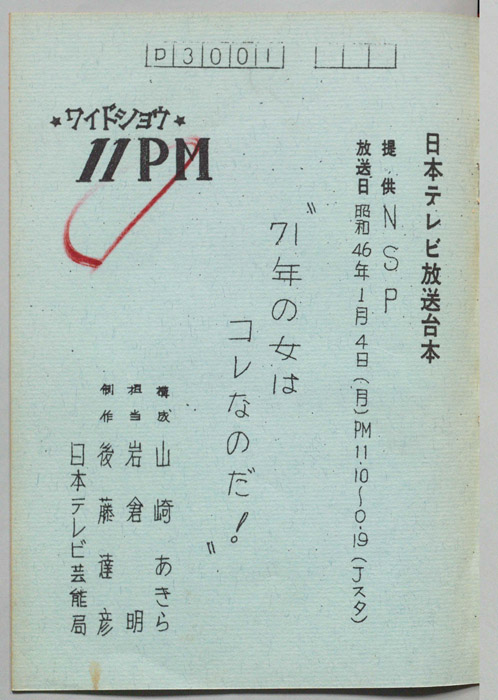 D3001
日本テレビ放送台本
提供 NSP
放送日 昭和46年1月4日(月)PM11.10〜0.19(Jスタ)
★ワイドショウ★
11PM
"71年の女は
コレなのだ!"
構成 山崎あきら
担当 岩倉明
制作 後藤達彦
日本テレビ芸能局